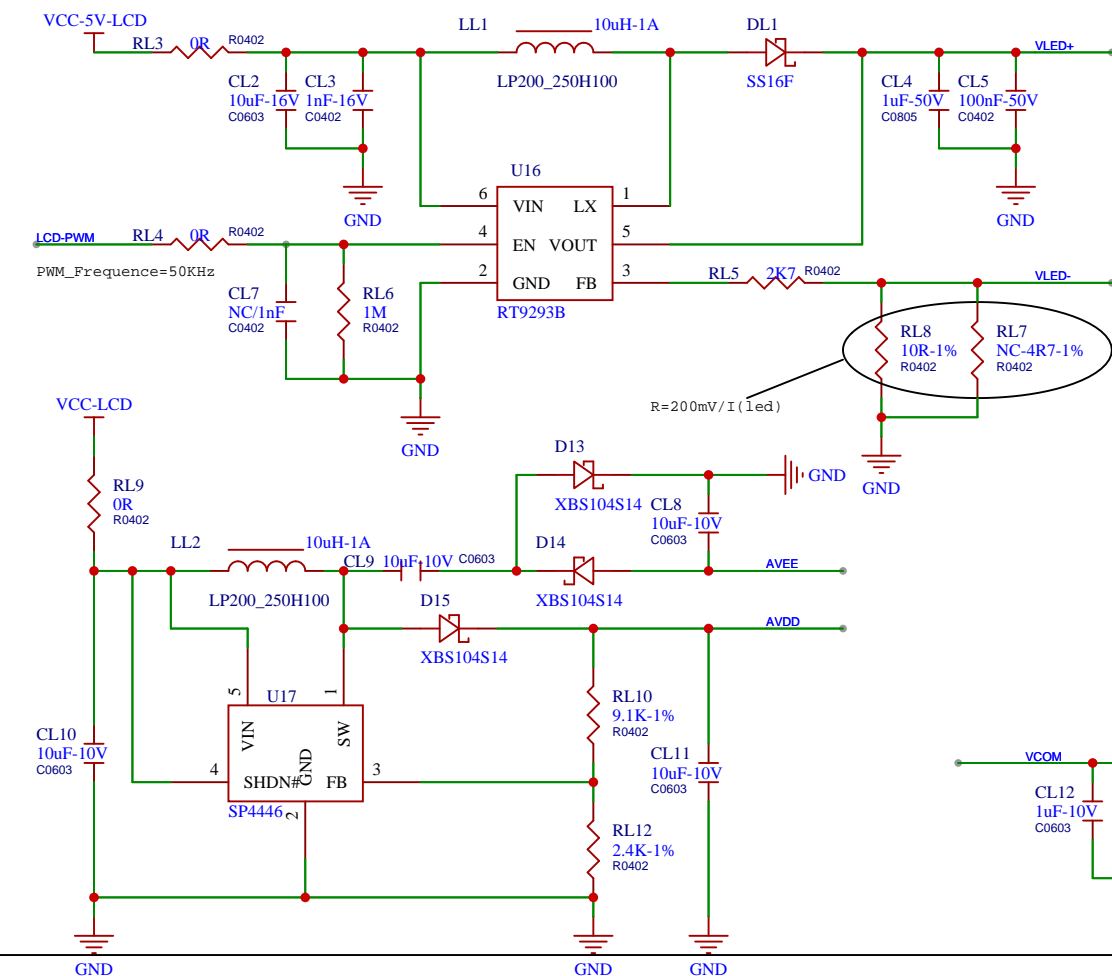 VCC-5V-LCD
RL3 0R R0402
CL2
10uF-16V
C0603
CL3
1nF-16V
C0402
GND
LL1 10uH-1A
LP200_250H100
DL1
SS16F
VLED+
CL4
1uF-50V
C0805
CL5
100nF-50V
C0402
GND
U16
6 VIN LX 1
4 EN VOUT 5
2 GND FB 3
RT9293B
LCD-PWM RL4 0R R0402
PWM_Frequence=50KHz
CL7
NC/1nF
C0402
RL6
1M
R0402
GND
RL5 2K7 R0402
VLED-
RL8
10R-1%
R0402
RL7
NC-4R7-1%
R0402
R=200mV/I(led)
GND
VCC-LCD
RL9
0R
R0402
LL2 10uH-1A
LP200_250H100
CL9 10uF-10V C0603
D13
XBS104S14
GND
CL8
10uF-10V
C0603
D14
XBS104S14
AVEE
D15
XBS104S14
AVDD
U17
5 VIN
1 SW
4 SHDN#
GND 2
FB 3
SP4446
CL10
10uF-10V
C0603
RL10
9.1K-1%
R0402
RL12
2.4K-1%
R0402
CL11
10uF-10V
C0603
VCOM
CL12
1uF-10V
C0603
GND
GND
GND